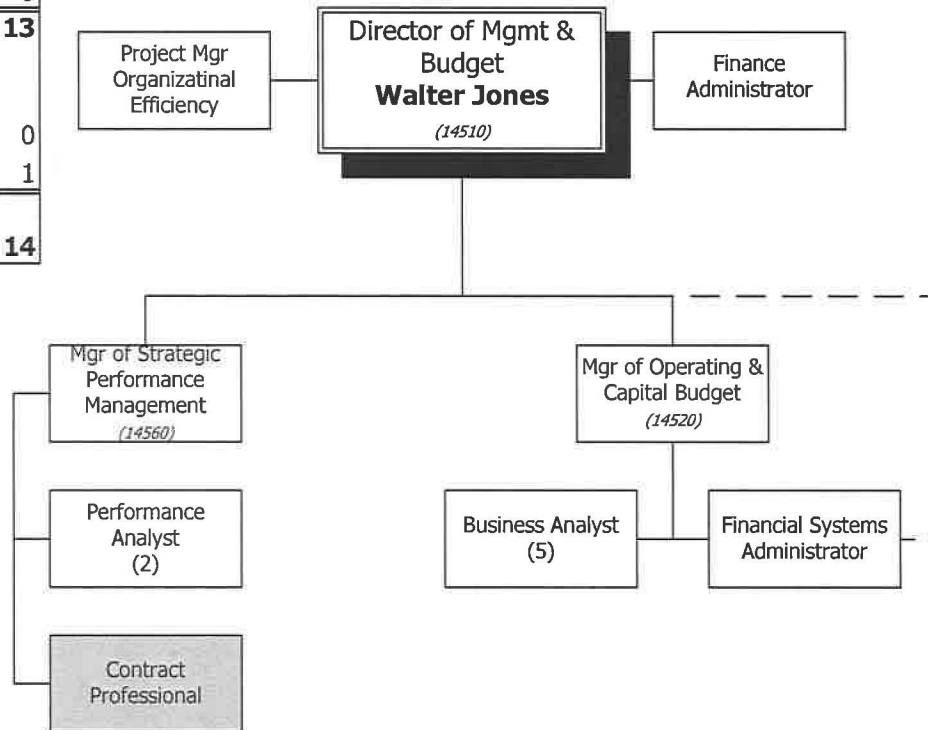 13
0
1
14
Project Mgr
Organizatinal
Efficiency
Director of Mgmt &
Budget
Walter Jones
(14510)
Finance
Administrator
Mgr of Strategic
Performance
Management
(14560)
Mgr of Operating &
Capital Budget
(14520)
Performance
Analyst
(2)
Business Analyst
(5)
Financial Systems
Administrator
Contract
Professional